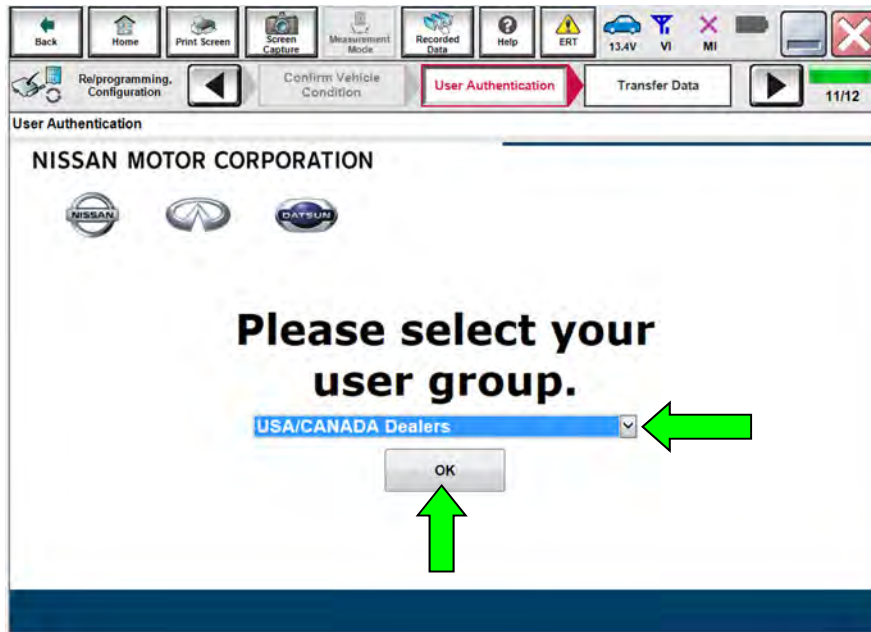 Back
Home
Print Screen
Screen Capture
Measurement Mode
Recorded Data
Help
ERT
13.4V
VI
MI
Re/programming, Configuration
Confirm Vehicle Condition
User Authentication
Transfer Data
11/12
User Authentication
NISSAN MOTOR CORPORATION
NISSAN
DATSUN
Please select your
user group.
USA/CANADA Dealers
OK